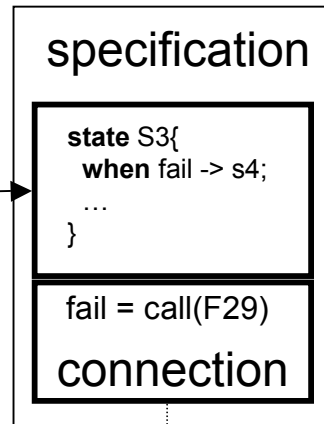 specification
state S3{
when fail -> s4;
…
}
fail = call(F29)
connection